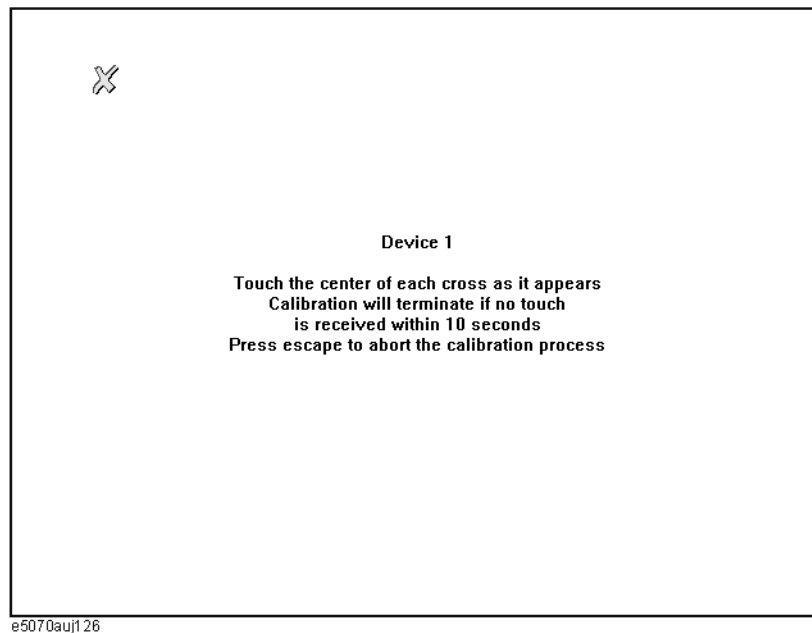 Device 1
Touch the center of each cross as it appears
Calibration will terminate if no touch
is received within 10 seconds
Press escape to abort the calibration process
e5070auj126